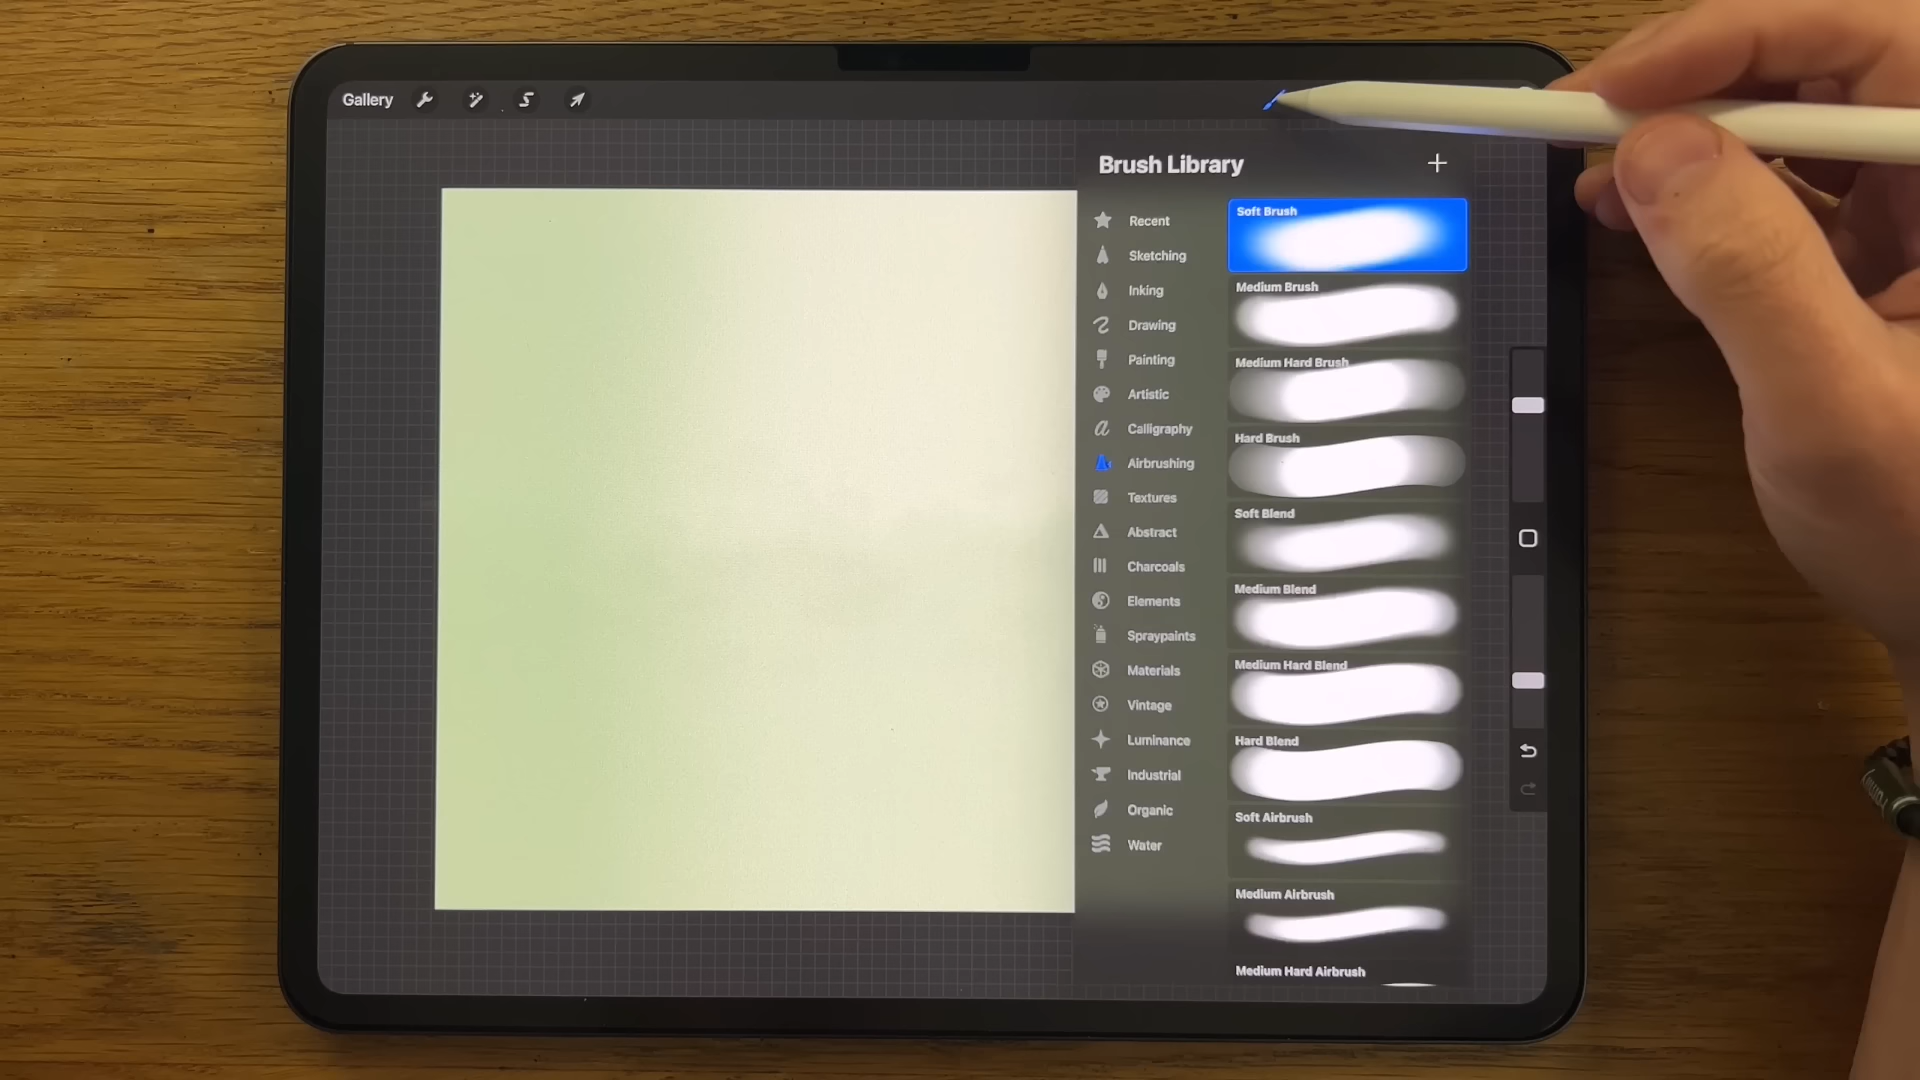 Gallery
Brush Library
Recent
Sketching
Inking
Drawing
Painting
Artistic
Calligraphy
Airbrushing
Textures
Abstract
Charcoals
Elements
Spraypaints
Materials
Vintage
Luminance
Industrial
Organic
Water
Soft Brush
Medium Brush
Medium Hard Brush
Hard Brush
Soft Blend
Medium Blend
Medium Hard Blend
Hard Blend
Soft Airbrush
Medium Airbrush
Medium Hard Airbrush